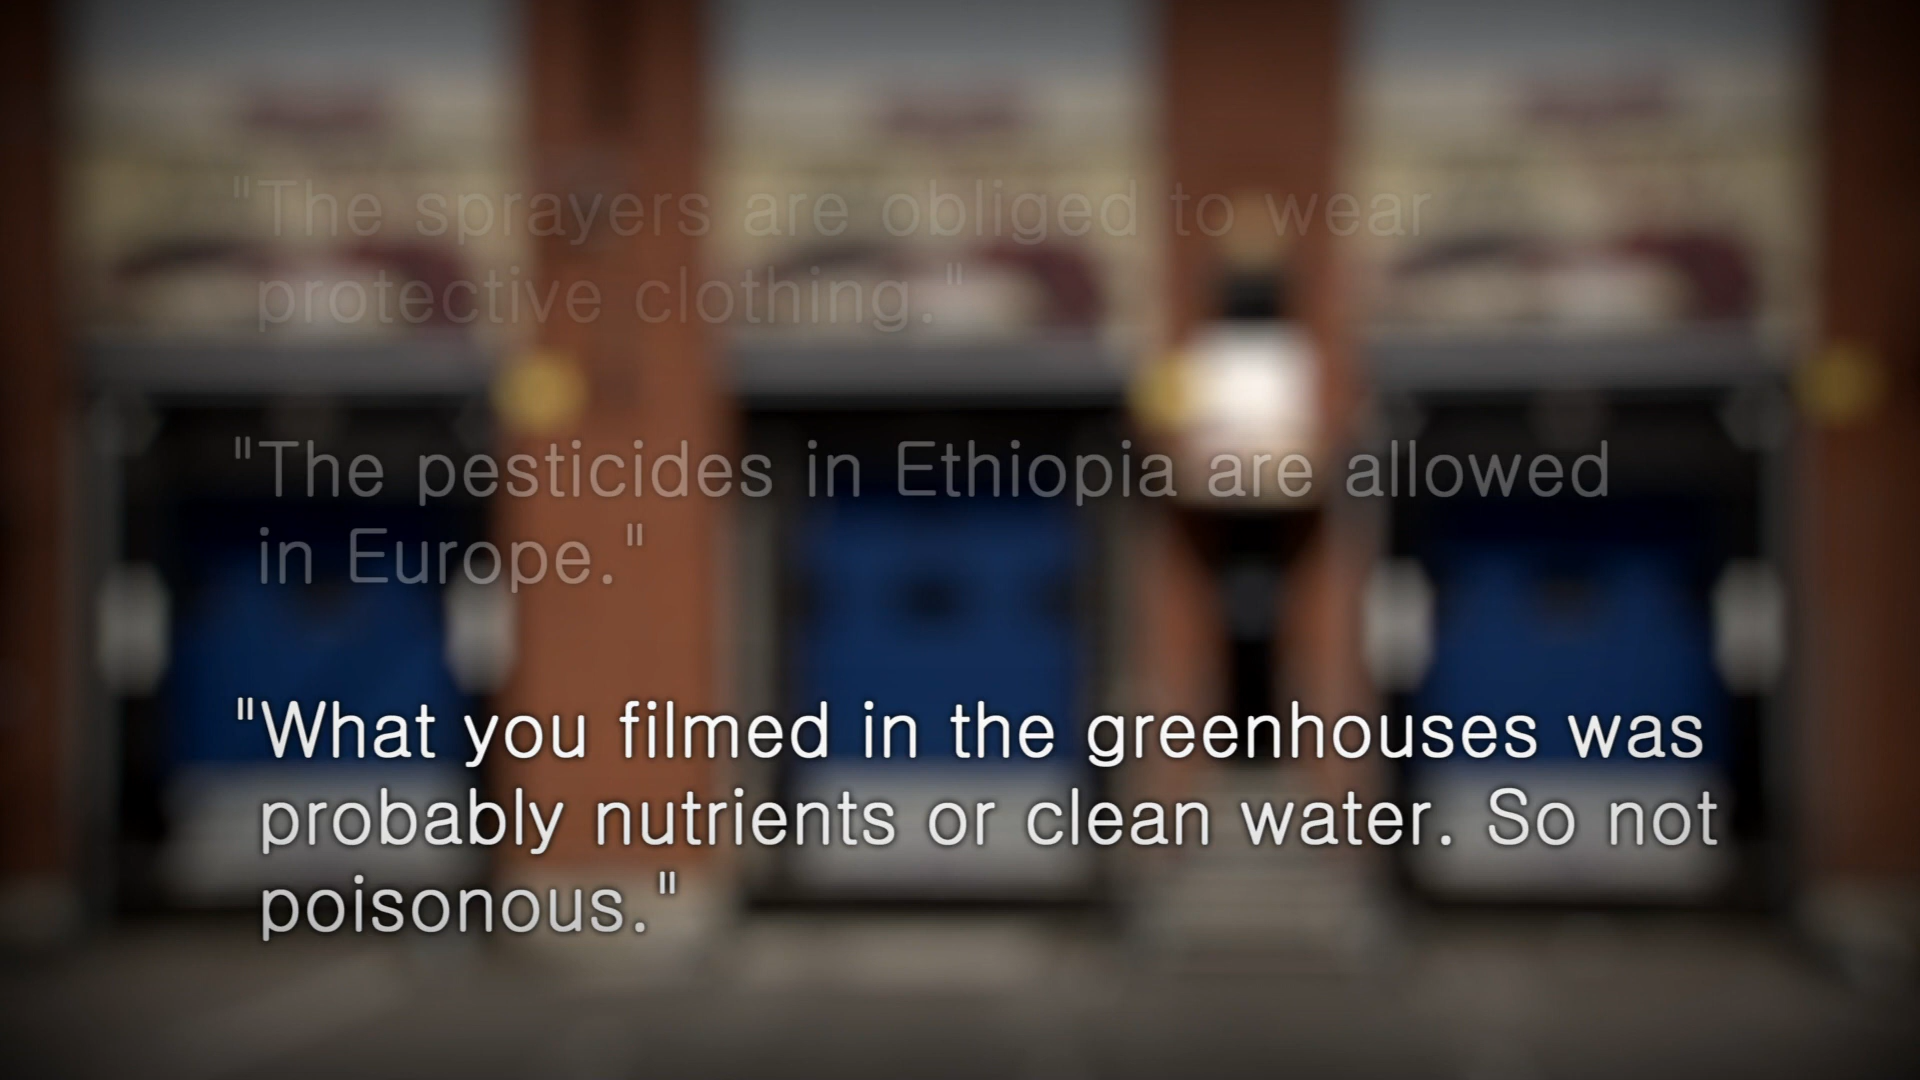 "The sprayers are obliged to wear
protective clothing."
"The pesticides in Ethiopia are allowed
in Europe."
"What you filmed in the greenhouses was
probably nutrients or clean water. So not
poisonous."